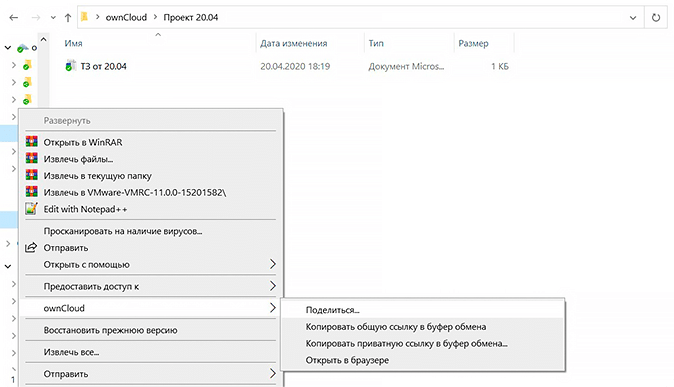 ownCloud > Проект 20.04
Имя Дата изменения Тип Размер
ТЗ от 20.04 20.04.2020 18:19 Документ Micros... 1 КБ
o
Развернуть
Открыть в WinRAR
Извлечь файлы...
Извлечь в текущую папку
Извлечь в VMware-VMRC-11.0.0-15201582\
Edit with Notepad++
Просканировать на наличие вирусов...
Отправить
Открыть с помощью
Предоставить доступ к
ownCloud
Поделиться...
Копировать общую ссылку в буфер обмена
Копировать приватную ссылку в буфер обмена...
Открыть в браузере
Восстановить прежнюю версию
Извлечь все...
Отправить
1